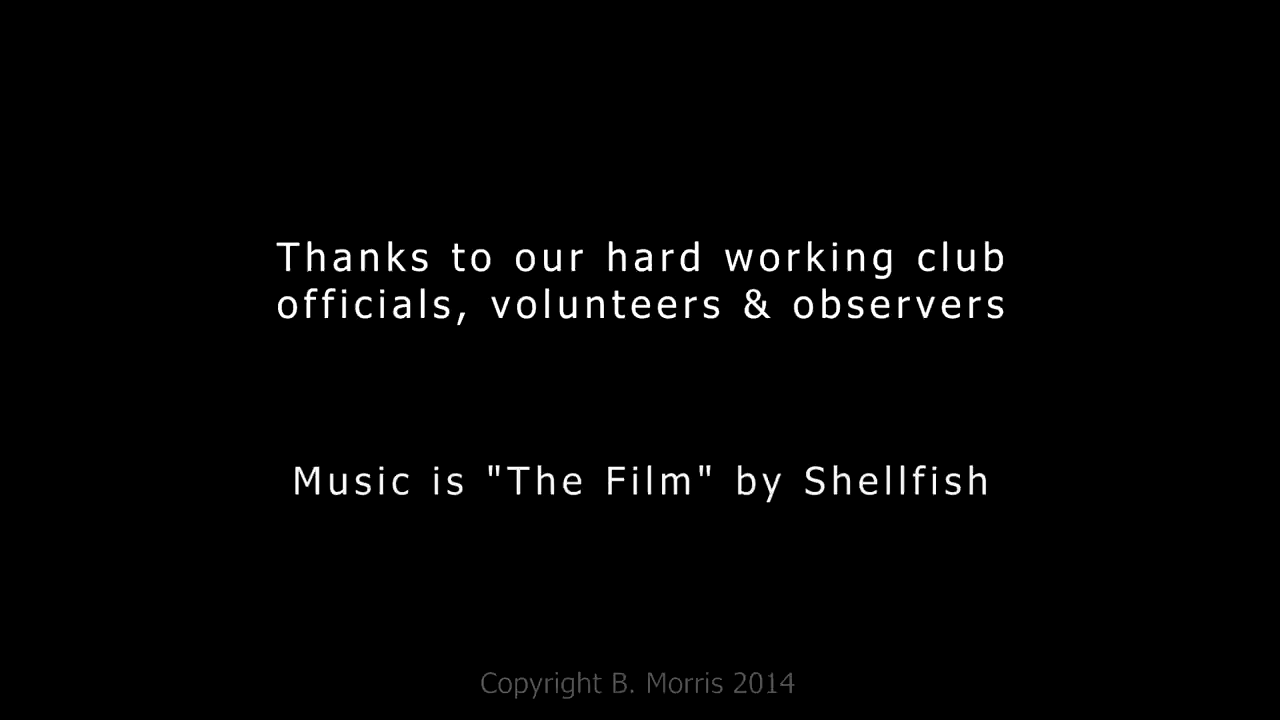 Thanks to our hard working club
officials, volunteers & observers
Music is "The Film" by Shellfish
Copyright B. Morris 2014